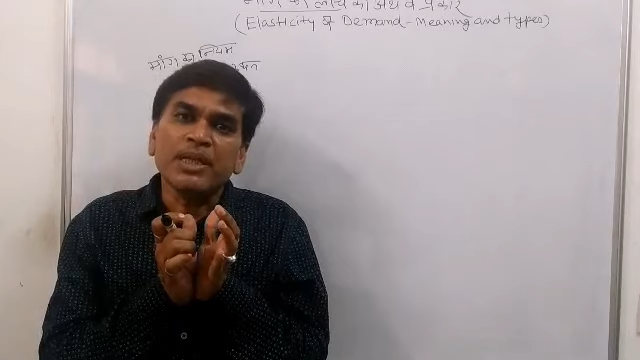 मांग की लोच का अर्थ व प्रकार
(Elasticity of Demand - Meaning and types)
मांग का नियम